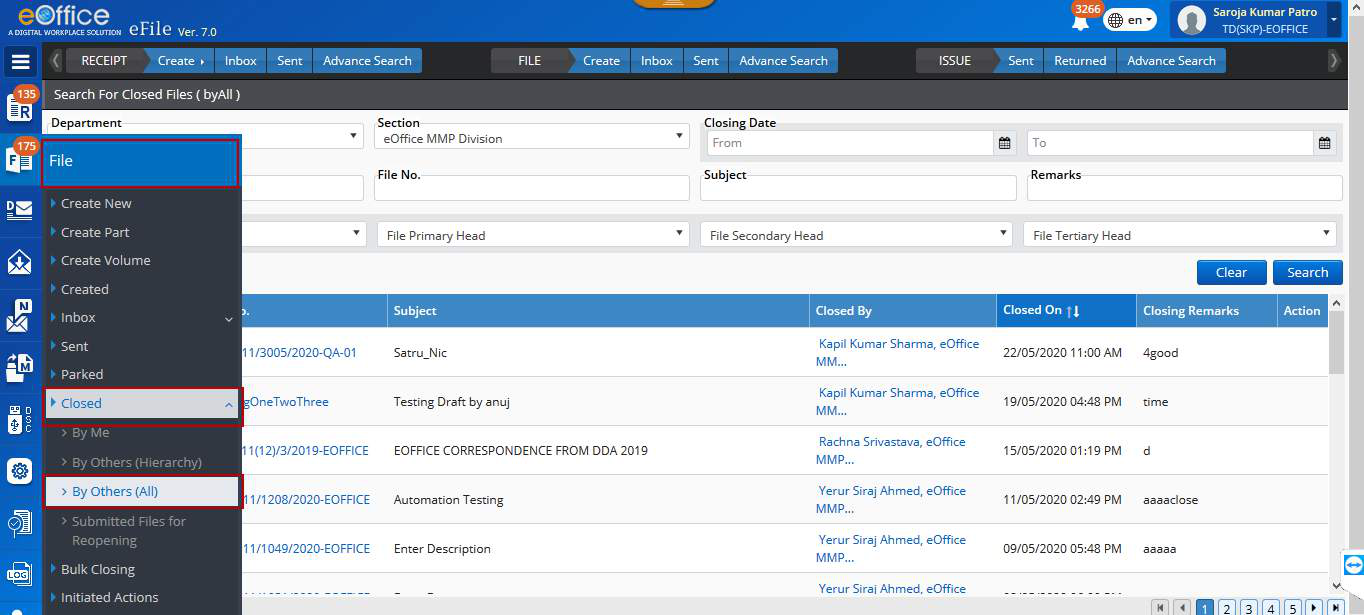 eOffice
A DIGITAL WORKPLACE SOLUTION
eFile Ver. 7.0
3266
en
Saroja Kumar Patro
TD(SKP)-EOFFICE
RECEIPT Create Inbox Sent Advance Search
FILE Create Inbox Sent Advance Search
ISSUE Sent Returned Advance Search
135
R
175
F
D
N
M
DSC
LOG
Search For Closed Files ( byAll )
Department
Section
eOffice MMP Division
Closing Date
From
To
File No.
Subject
Remarks
File Primary Head
File Secondary Head
File Tertiary Head
Clear
Search
File
Create New
Create Part
Create Volume
Created
Inbox
Sent
Parked
Closed
By Me
By Others (Hierarchy)
By Others (All)
Submitted Files for
Reopening
Bulk Closing
Initiated Actions
Subject Closed By Closed On Closing Remarks Action
11/3005/2020-QA-01 Satru_Nic Kapil Kumar Sharma, eOffice 22/05/2020 11:00 AM 4good
MM...
gOneTwoThree Testing Draft by anuj Kapil Kumar Sharma, eOffice 19/05/2020 04:48 PM time
MM...
11(12)/3/2019-EOFFICE EOFFICE CORRESPONDENCE FROM DDA 2019 Rachna Srivastava, eOffice 15/05/2020 01:19 PM d
MMP...
11/1208/2020-EOFFICE Automation Testing Yerur Siraj Ahmed, eOffice 11/05/2020 02:49 PM aaaaclose
MMP...
11/1049/2020-EOFFICE Enter Description Yerur Siraj Ahmed, eOffice 09/05/2020 05:48 PM aaaaa
MMP...
Yerur Siraj Ahmed, eOffice
1 2 3 4 5